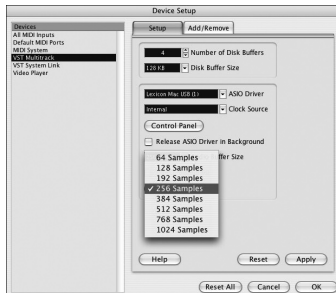 Device Setup
Devices
All MIDI Inputs
Default MIDI Ports
MIDI System
VST Multitrack
VST System Link
Video Player
Setup
Add/Remove
4 Number of Disk Buffers
128 KB Disk Buffer Size
Lexicon Mac USB (1) ASIO Driver
Internal Clock Source
Control Panel
Release ASIO Driver in Background
ffer Size
64 Samples
128 Samples
192 Samples
✓ 256 Samples
384 Samples
512 Samples
768 Samples
1024 Samples
Help
Reset
Apply
Reset All
Cancel
OK